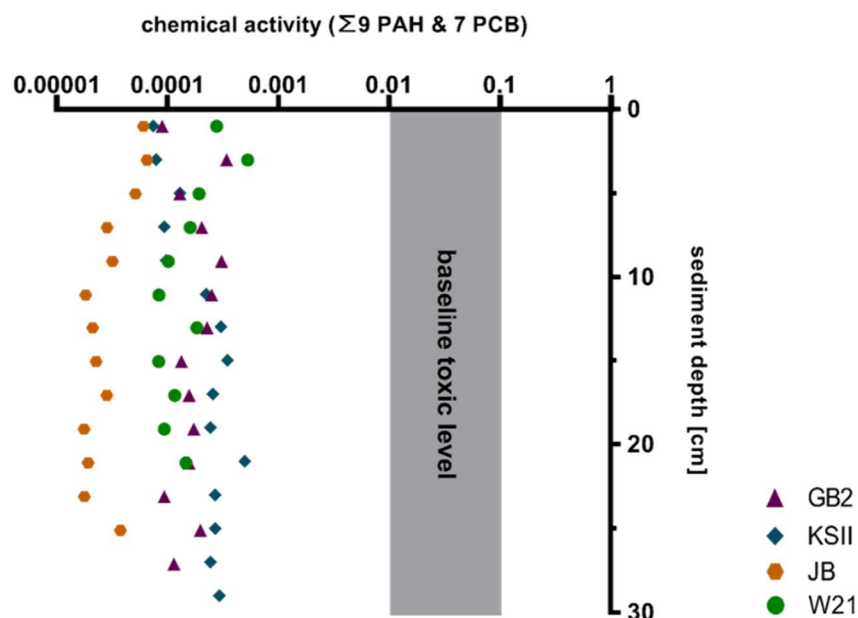 chemical activity (Σ9 PAH & 7 PCB)
0.00001 0.0001 0.001 0.01 0.1 1
0
10
20
30
baseline toxic level
sediment depth [cm]
GB2
KSII
JB
W21